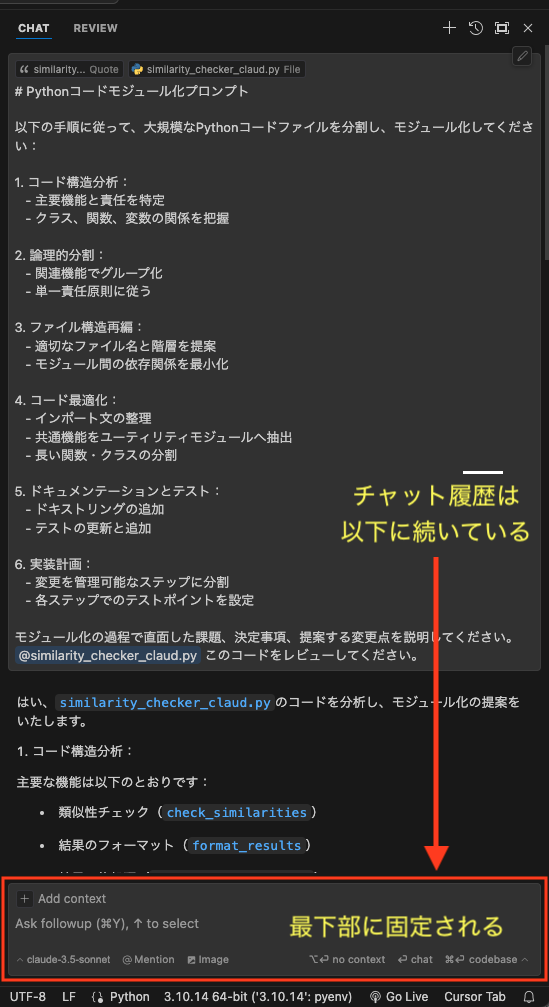 CHAT REVIEW
similarity... Quote similarity_checker_claud.py File
# Pythonコードモジュール化プロンプト
以下の手順に従って、大規模なPythonコードファイルを分割し、モジュール化してくださ
い：
1. コード構造分析：
- 主要機能と責任を特定
- クラス、関数、変数の関係を把握
2. 論理的分割：
- 関連機能でグループ化
- 単一責任原則に従う
3. ファイル構造再編：
- 適切なファイル名と階層を提案
- モジュール間の依存関係を最小化
4. コード最適化：
- インポート文の整理
- 共通機能をユーティリティモジュールへ抽出
- 長い関数・クラスの分割
5. ドキュメンテーションとテスト：
- ドキストリングの追加
- テストの更新と追加
チャット履歴は
以下に続いている
6. 実装計画：
- 変更を管理可能なステップに分割
- 各ステップでのテストポイントを設定
モジュール化の過程で直面した課題、決定事項、提案する変更点を説明してください。
@similarity_checker_claud.py このコードをレビューしてください。
はい、similarity_checker_claud.pyのコードを分析し、モジュール化の提案を
いたします。
1. コード構造分析：
主要な機能は以下のとおりです：
• 類似性チェック（check_similarities）
• 結果のフォーマット（format_results）
+ Add context
Ask followup (⌘Y), ↑ to select
最下部に固定される
claude-3.5-sonnet @ Mention Image ⌥⏎ no context ⏎ chat ⌘⏎ codebase
UTF-8 LF Python 3.10.14 64-bit ('3.10.14': pyenv) Go Live Cursor Tab